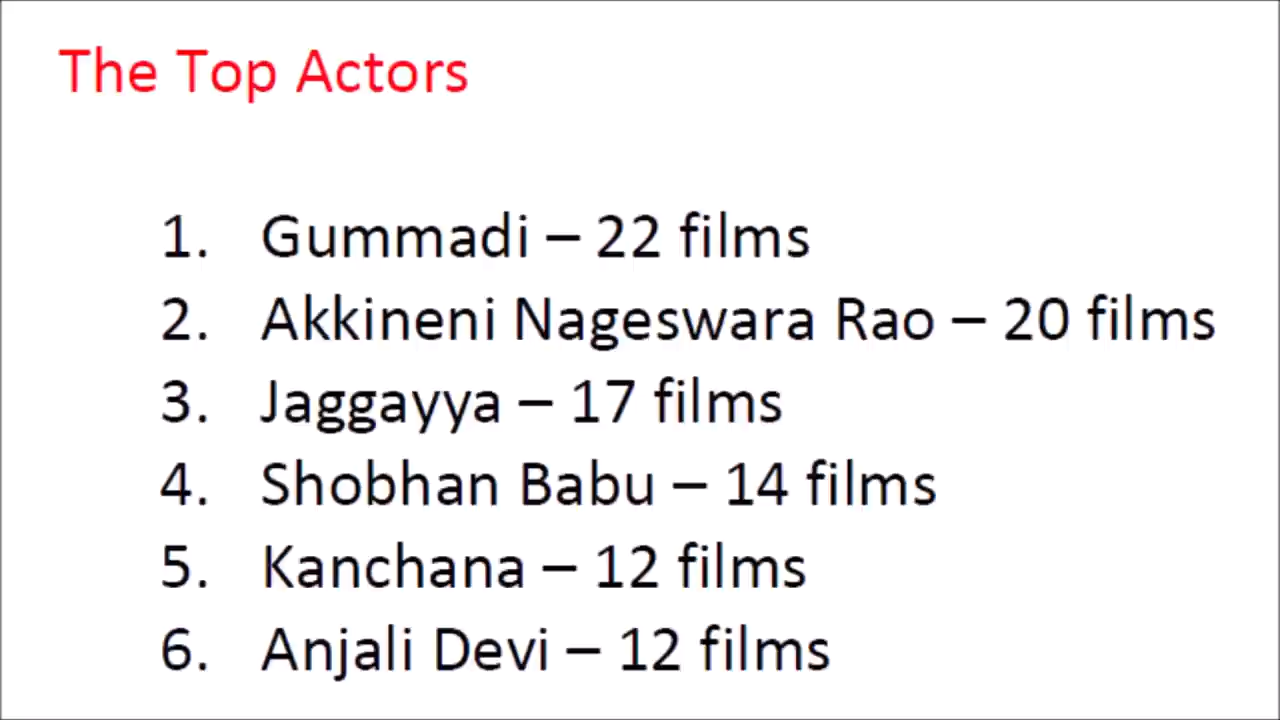 The Top Actors
1. Gummadi – 22 films
2. Akkineni Nageswara Rao – 20 films
3. Jaggayya – 17 films
4. Shobhan Babu – 14 films
5. Kanchana – 12 films
6. Anjali Devi – 12 films